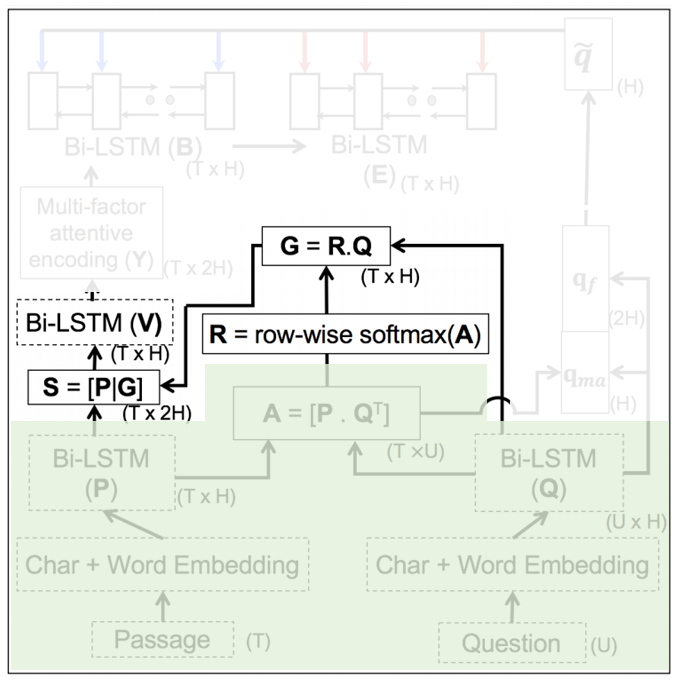 q̃
(H)
Bi-LSTM (B)
(T x H)
Bi-LSTM
(E)
(T x H)
Multi-factor
attentive
encoding (Y)
(T x 2H)
G = R.Q
(T x H)
q_f
(2H)
Bi-LSTM (V)
(T x H)
R = row-wise softmax(A)
q_ma
(H)
S = [P|G]
(T x 2H)
A = [P . Qᵀ]
(T ×U)
Bi-LSTM
(P)
(T x H)
Bi-LSTM
(Q)
(U x H)
Char + Word Embedding
Char + Word Embedding
Passage
(T)
Question
(U)